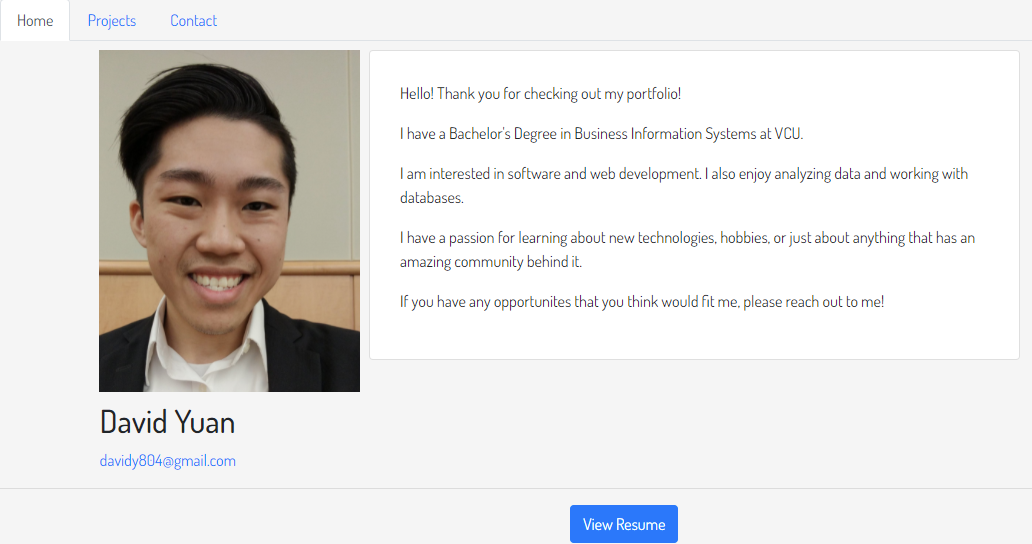 Home Projects Contact
Hello! Thank you for checking out my portfolio!
I have a Bachelor's Degree in Business Information Systems at VCU.
I am interested in software and web development. I also enjoy analyzing data and working with
databases.
I have a passion for learning about new technologies, hobbies, or just about anything that has an
amazing community behind it.
If you have any opportunites that you think would fit me, please reach out to me!
David Yuan
davidy804@gmail.com
View Resume